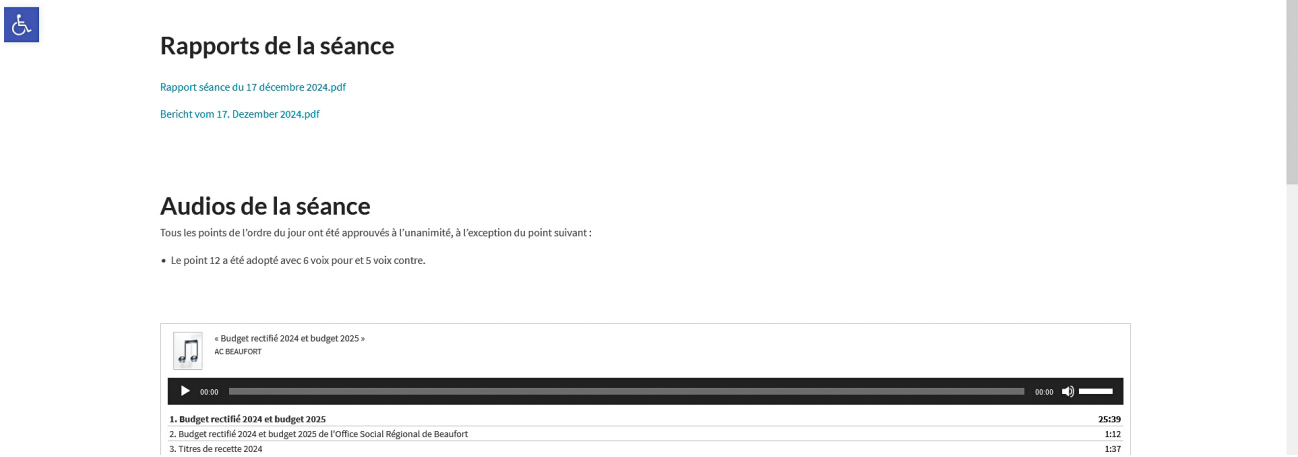 Rapports de la séance
Rapport séance du 17 décembre 2024.pdf
Bericht vom 17. Dezember 2024.pdf
Audios de la séance
Tous les points de l'ordre du jour ont été approuvés à l'unanimité, à l'exception du point suivant :
• Le point 12 a été adopté avec 6 voix pour et 5 voix contre.
« Budget rectifié 2024 et budget 2025 »
AC BEAUFORT
00:00 00:00
1. Budget rectifié 2024 et budget 2025 25:39
2. Budget rectifié 2024 et budget 2025 de l'Office Social Régional de Beaufort 1:12
3. Titres de recette 2024 1:37